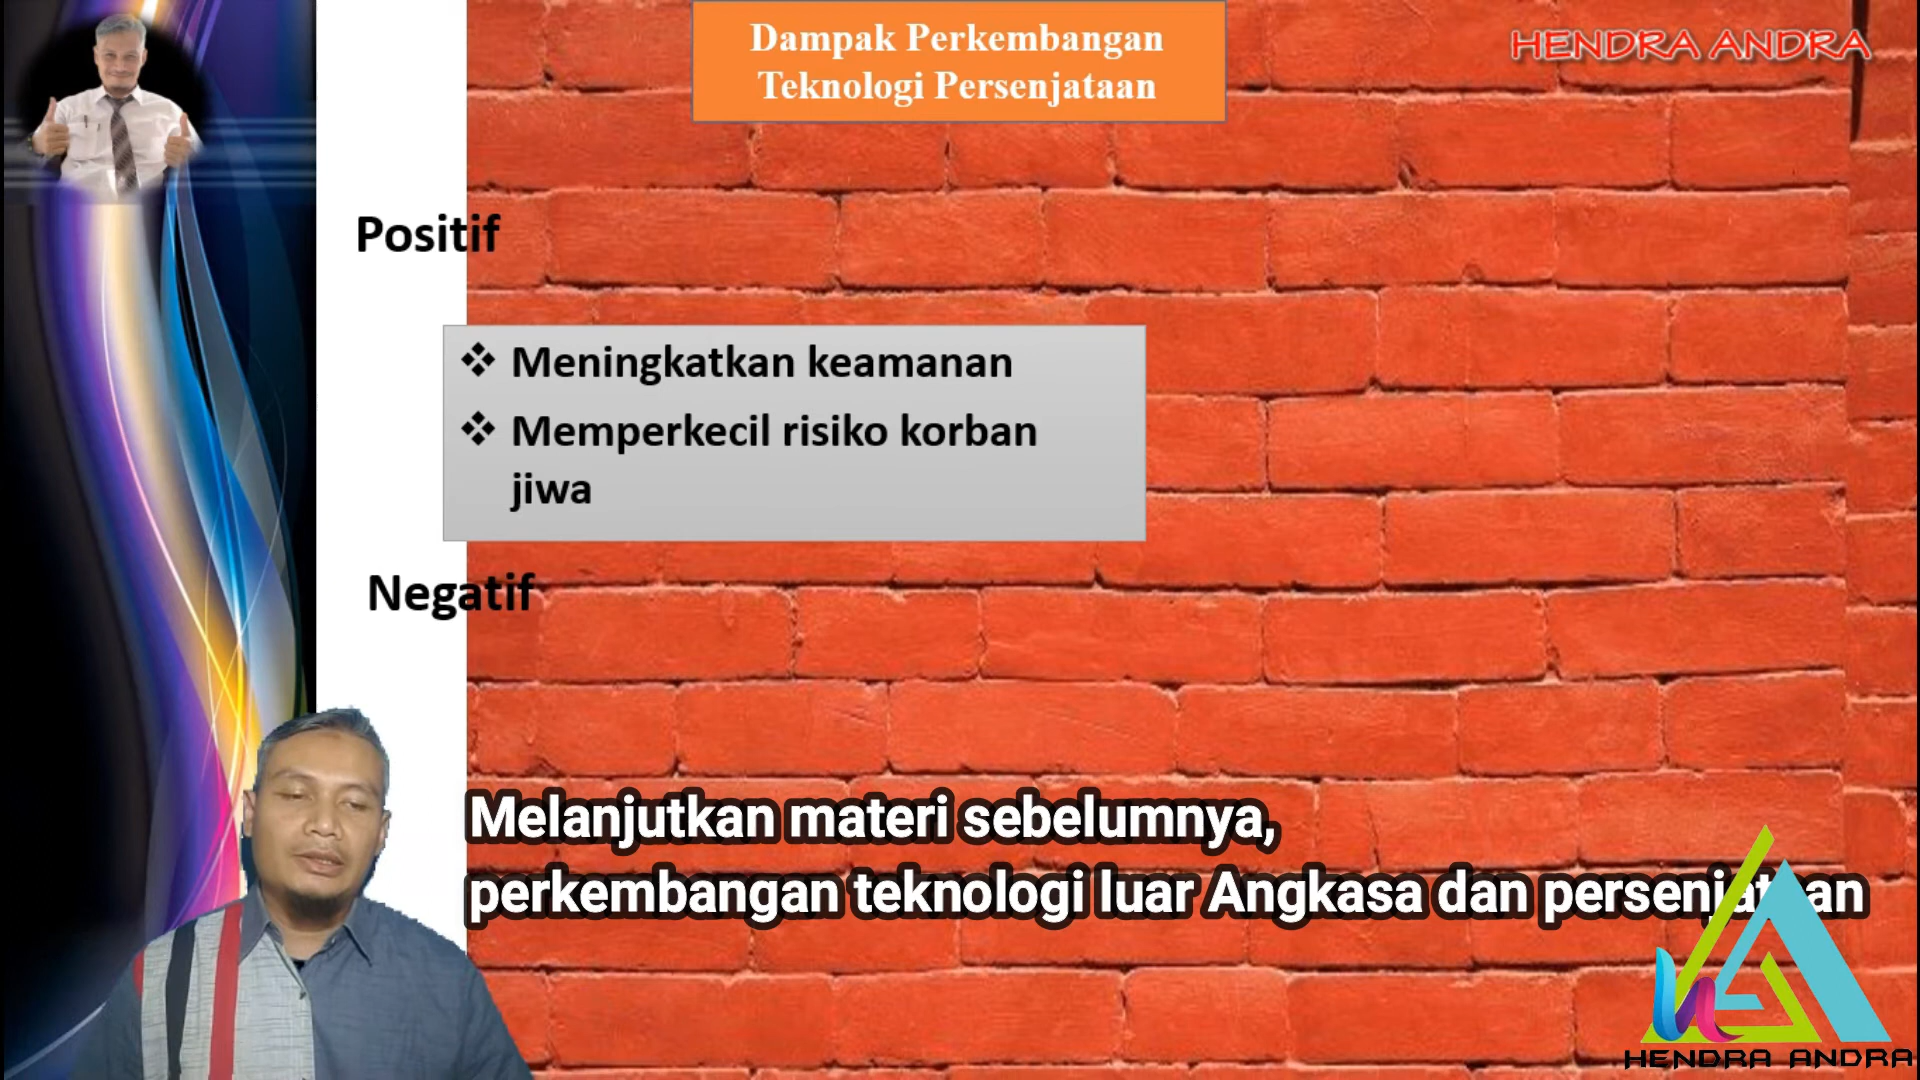 Dampak Perkembangan
Teknologi Persenjataan
HENDRA ANDRA
Positif
Meningkatkan keamanan
Memperkecil risiko korban
jiwa
Negatif
Melanjutkan materi sebelumnya,
perkembangan teknologi luar Angkasa dan persenjataan
HENDRA ANDRA